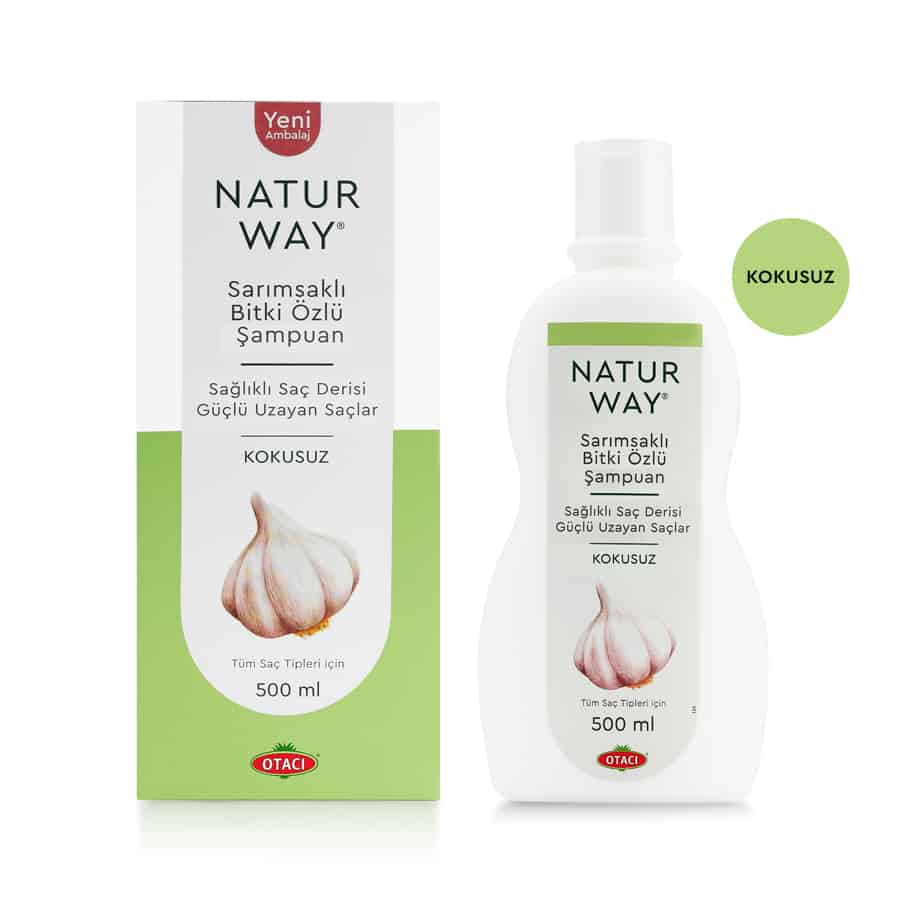 Yeni
Ambalaj
NATUR
WAY®
Sarımsaklı
Bitki Özlü
Şampuan
Sağlıklı Saç Derisi
Güçlü Uzayan Saçlar
KOKUSUZ
Tüm Saç Tipleri için
500 ml
OTACI
NATUR
WAY®
Sarımsaklı
Bitki Özlü
Şampuan
Sağlıklı Saç Derisi
Güçlü Uzayan Saçlar
KOKUSUZ
Tüm Saç Tipleri için
500 ml
OTACI
KOKUSUZ